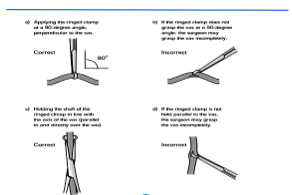 a) Applying the ringed clamp
at a 90-degree angle,
perpendicular to the vas.
Correct
90°
b) If the ringed clamp does not
grasp the vas at a 90-degree
angle, the surgeon may
grasp the vas incompletely.
Incorrect
c) Holding the shaft of the
ringed clmap in line with
the axis of the vas (parallel
to and directly over the vas)
Correct
d) If the ringed clamp is not
held parallel to the vas,
the surgeon may grasp
the vas incompletely.
Incorrect